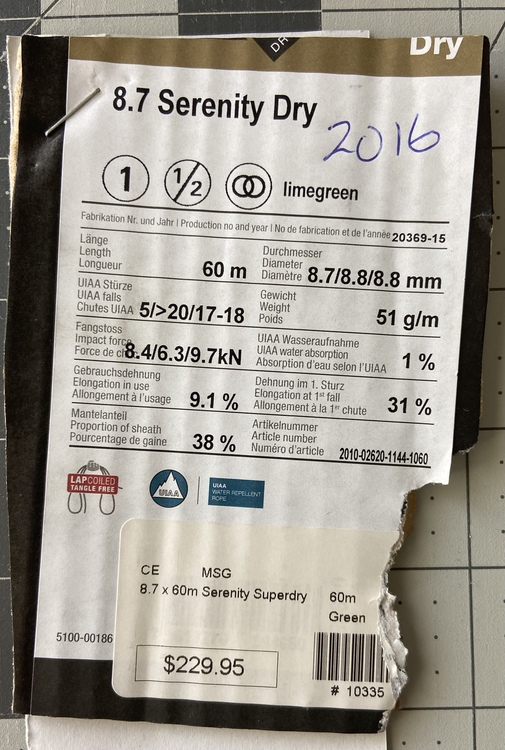 DR
Dry
8.7 Serenity Dry
2016
1 1/2 limegreen
Fabrikation Nr. und Jahr I Production no and year I No de fabrication et de l'année 20369-15
Länge
Length
Longueur
60 m
Durchmesser
Diameter
Diamètre
8.7/8.8/8.8 mm
UIAA Stürze
UIAA falls
Chutes UIAA
5/>20/17-18
Gewicht
Weight
Poids
51 g/m
Fangstoss
Impact force
Force de ch
8.4/6.3/9.7kN
UIAA Wasseraufnahme
UIAA water absorption
Absorption d'eau selon l'UIAA
1 %
Gebrauchsdehnung
Elongation in use
Allongement à l'usage
9.1 %
Dehnung im 1. Sturz
Elongation at 1st fall
Allongement à la 1er chute
31 %
Mantelanteil
Proportion of sheath
Pourcentage de gaine
38 %
Artikelnummer
Article number
Numéro d'article
2010-02620-1144-1060
LAPCOILED
TANGLE FREE
UIAA
UIAA
WATER REPELLENT
ROPE
CE MSG
8.7 x 60m Serenity Superdry 60m
Green
5100-00186
$229.95
# 10335